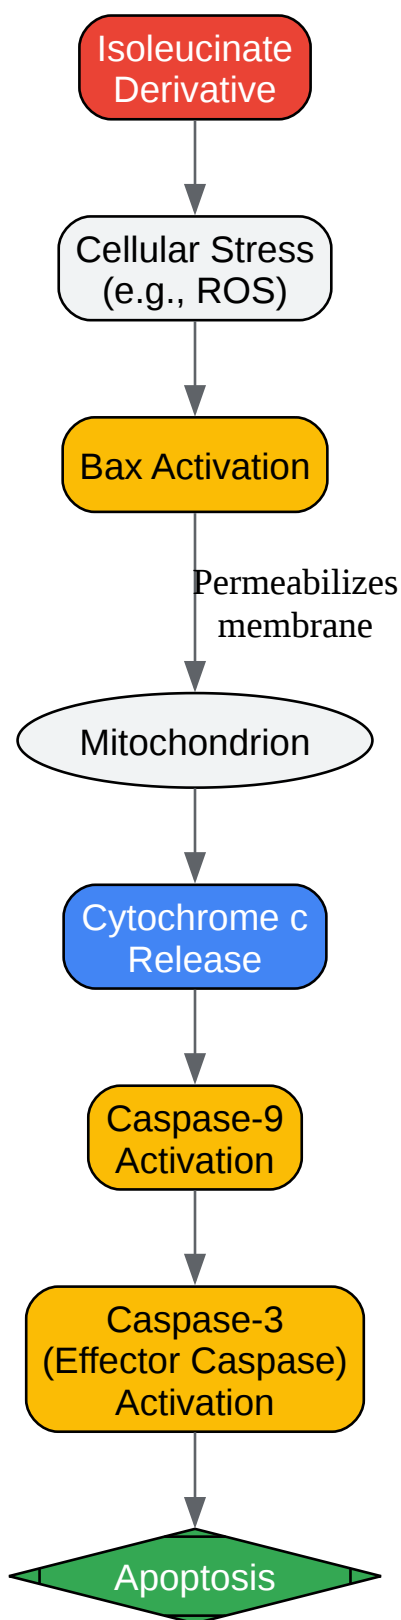 Isoleucinate
Derivative
Cellular Stress
(e.g., ROS)
Bax Activation
Permeabilizes
membrane
Mitochondrion
Cytochrome c
Release
Caspase-9
Activation
Caspase-3
(Effector Caspase)
Activation
Apoptosis